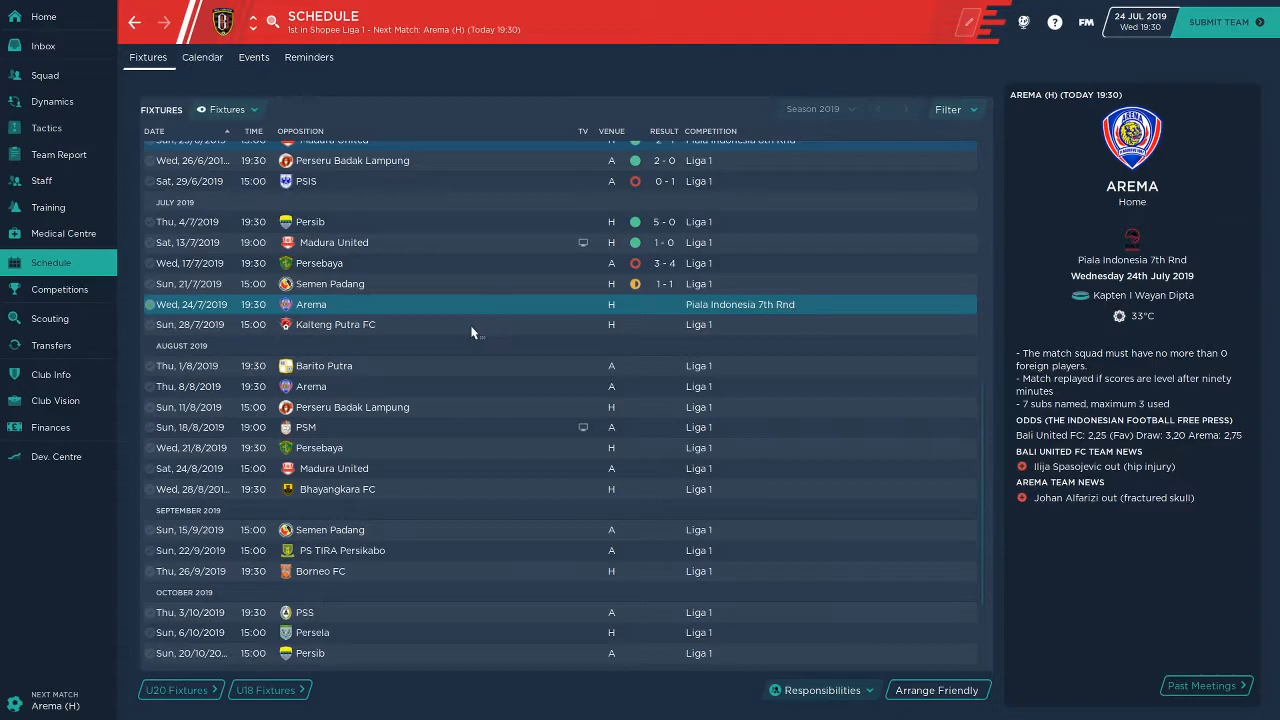 Home
Inbox
Squad
Dynamics
Tactics
Team Report
Staff
Training
Medical Centre
Schedule
Competitions
Scouting
Transfers
Club Info
Club Vision
Finances
Dev. Centre
NEXT MATCH
Arema (H)
SCHEDULE
1st in Shopee Liga 1 - Next Match: Arema (H) (Today 19:30)
FM
24 JUL 2019
Wed 19:30
SUBMIT TEAM
Fixtures Calendar Events Reminders
FIXTURES Fixtures Season 2019 Filter
DATE TIME OPPOSITION TV VENUE RESULT COMPETITION
Sun, 23/6/2019 15:00 Madura United H 2 - 1 Piala Indonesia 6th Rnd
Wed, 26/6/201... 19:30 Perseru Badak Lampung A 2 - 0 Liga 1
Sat, 29/6/2019 15:00 PSIS A 0 - 1 Liga 1
JULY 2019
Thu, 4/7/2019 19:30 Persib H 5 - 0 Liga 1
Sat, 13/7/2019 19:00 Madura United H 1 - 0 Liga 1
Wed, 17/7/2019 19:30 Persebaya A 3 - 4 Liga 1
Sun, 21/7/2019 15:00 Semen Padang H 1 - 1 Liga 1
Wed, 24/7/2019 19:30 Arema H Piala Indonesia 7th Rnd
Sun, 28/7/2019 15:00 Kalteng Putra FC H Liga 1
AUGUST 2019
Thu, 1/8/2019 19:30 Barito Putra A Liga 1
Thu, 8/8/2019 19:30 Arema A Liga 1
Sun, 11/8/2019 15:00 Perseru Badak Lampung H Liga 1
Sun, 18/8/2019 19:00 PSM A Liga 1
Wed, 21/8/2019 19:30 Persebaya H Liga 1
Sat, 24/8/2019 15:00 Madura United A Liga 1
Wed, 28/8/201... 19:30 Bhayangkara FC H Liga 1
SEPTEMBER 2019
Sun, 15/9/2019 15:00 Semen Padang A Liga 1
Sun, 22/9/2019 15:00 PS TIRA Persikabo A Liga 1
Thu, 26/9/2019 19:30 Borneo FC H Liga 1
OCTOBER 2019
Thu, 3/10/2019 19:30 PSS A Liga 1
Sun, 6/10/2019 15:00 Persela H Liga 1
Sun, 20/10/20... 15:00 Persib A Liga 1
U20 Fixtures U18 Fixtures Responsibilities Arrange Friendly
AREMA (H) (TODAY 19:30)
AREMA
Home
Piala Indonesia 7th Rnd
Wednesday 24th July 2019
Kapten I Wayan Dipta
33°C
- The match squad must have no more than 0
foreign players.
- Match replayed if scores are level after ninety
minutes
- 7 subs named, maximum 3 used
ODDS (THE INDONESIAN FOOTBALL FREE PRESS)
Bali United FC: 2,25 (Fav) Draw: 3,20 Arema: 2,75
BALI UNITED FC TEAM NEWS
Ilija Spasojevic out (hip injury)
AREMA TEAM NEWS
Johan Alfarizi out (fractured skull)
Past Meetings